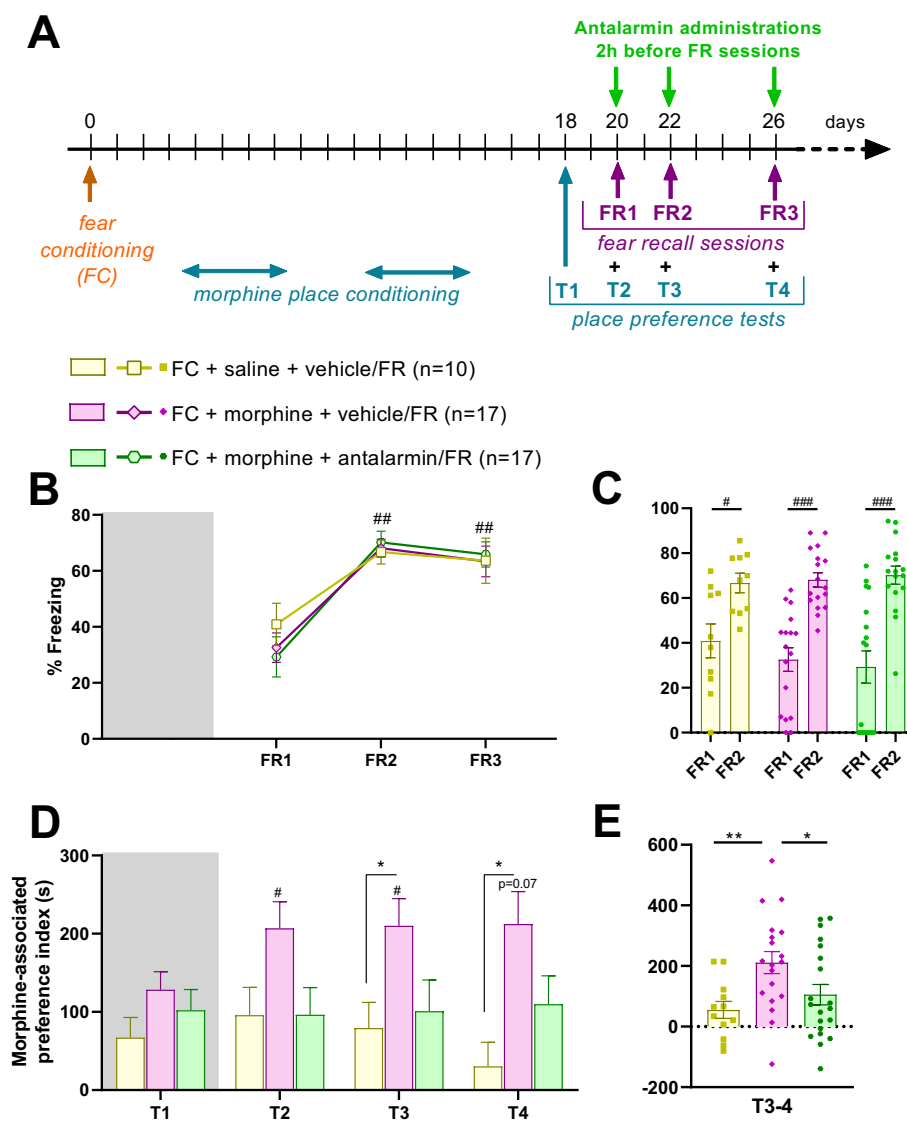 A
Antalarmin administrations
2h before FR sessions
0 18 20 22 26 days
fear
conditioning
(FC)
morphine place conditioning
FR1 FR2 FR3
fear recall sessions
+ + +
T1 T2 T3 T4
place preference tests
FC + saline + vehicle/FR (n=10)
FC + morphine + vehicle/FR (n=17)
FC + morphine + antalarmin/FR (n=17)
B
% Freezing
80
60
40
20
0
## ##
FR1 FR2 FR3
C
100
80
60
40
20
0
# ### ###
FR1 FR2 FR1 FR2 FR1 FR2
D
Morphine-associated
preference index (s)
300
200
100
0
# * # * p=0.07
T1 T2 T3 T4
E
600
400
200
0
-200
** *
T3-4